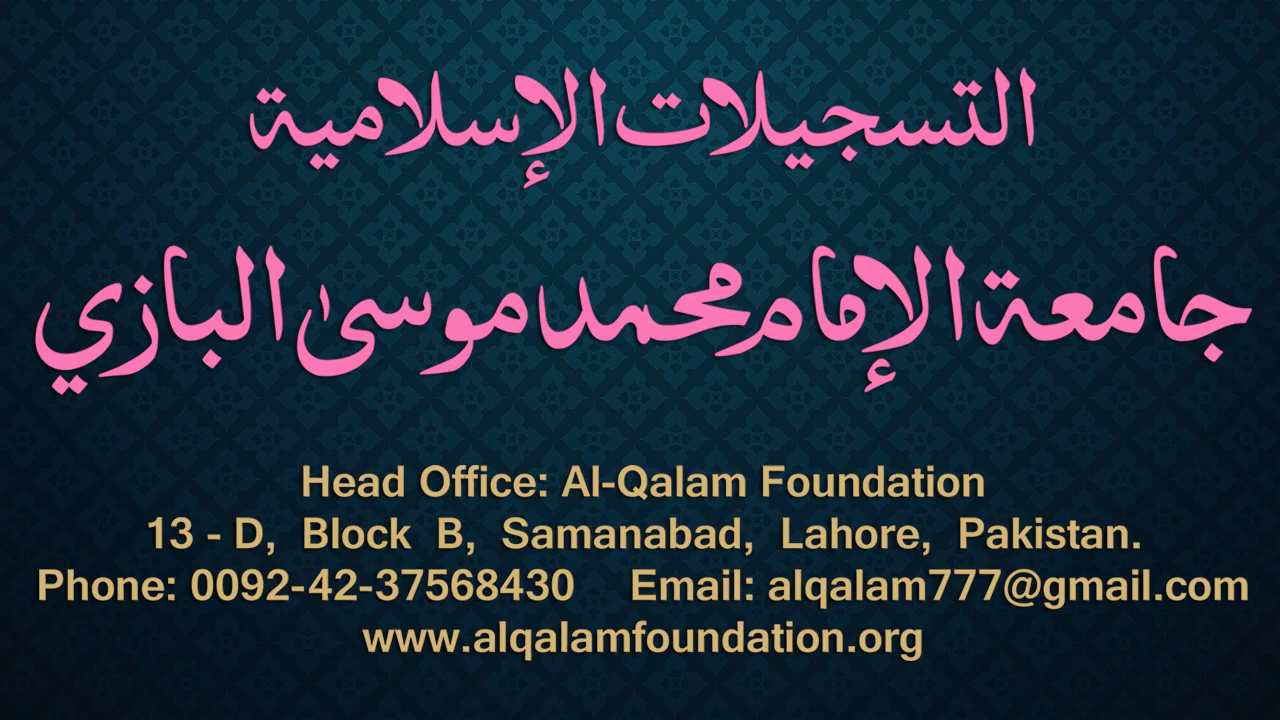 التسجيلات الإسلامية
جامعة الإمام محمد موسىٰ البازي
Head Office: Al-Qalam Foundation
13 - D, Block B, Samanabad, Lahore, Pakistan.
Phone: 0092-42-37568430 Email: alqalam777@gmail.com
www.alqalamfoundation.org